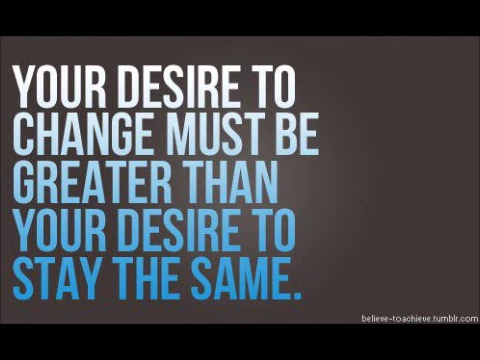 YOUR DESIRE TO
CHANGE MUST BE
GREATER THAN
YOUR DESIRE TO
STAY THE SAME.
believe-toachieve.tumblr.com